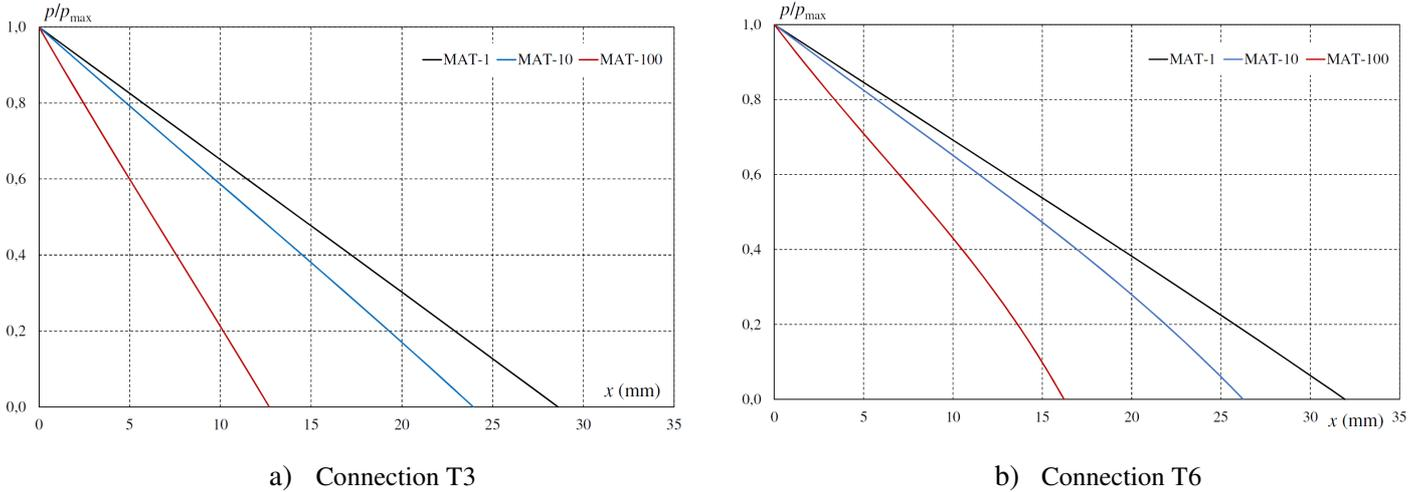 p/pmax
1,0
0,8
0,6
0,4
0,2
0,0
MAT-1 MAT-10 MAT-100
x (mm)
0 5 10 15 20 25 30 35
a) Connection T3
p/pmax
1,0
0,8
0,6
0,4
0,2
0,0
MAT-1 MAT-10 MAT-100
0 5 10 15 20 25 30 x (mm) 35
b) Connection T6